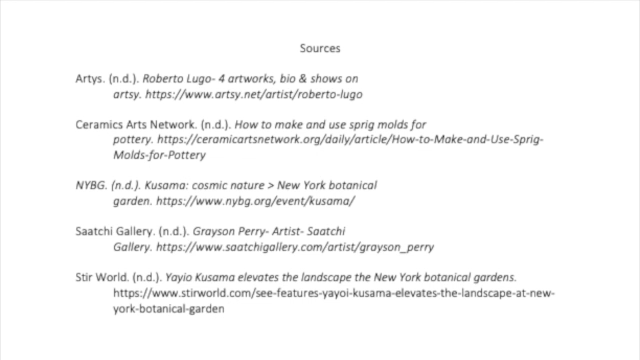 Sources
Artys. (n.d.). Roberto Lugo- 4 artworks, bio & shows on
artsy. https://www.artsy.net/artist/roberto-lugo
Ceramics Arts Network. (n.d.). How to make and use sprig molds for
pottery. https://ceramicartsnetwork.org/daily/article/How-to-Make-and-Use-Sprig-
Molds-for-Pottery
NYBG. (n.d.). Kusama: cosmic nature > New York botanical
garden. https://www.nybg.org/event/kusama/
Saatchi Gallery. (n.d.). Grayson Perry- Artist- Saatchi
Gallery. https://www.saatchigallery.com/artist/grayson_perry
Stir World. (n.d.). Yayio Kusama elevates the landscape the New York botanical gardens.
https://www.stirworld.com/see-features-yayoi-kusama-elevates-the-landscape-at-new-
york-botanical-garden